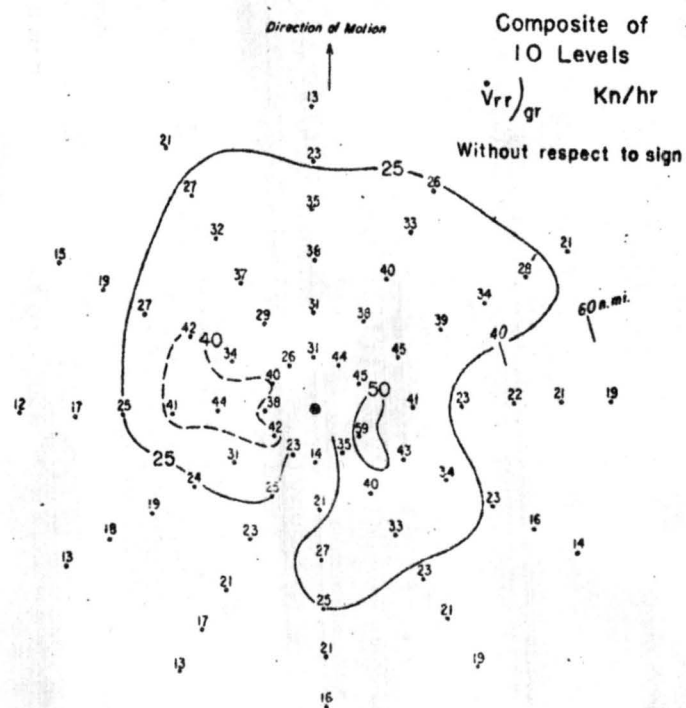 Direction of Motion
Composite of
10 Levels
V̇rr)gr Kn/hr
Without respect to sign
13
21 23 25 26
27
35
32 33
38 21
15 28
19 37 40
27 34 60 n.mi.
31
29 38 39
42 40 31 40
34 26 44 45
40 45
50
12 17 25 41 44 38 41 23 22 21 19
42 59
23 35
25 31 14 43
24 34
25 40
19 21 23
18 23 33 16
13 27 14
21 23
25
17 21
21
13 19
16